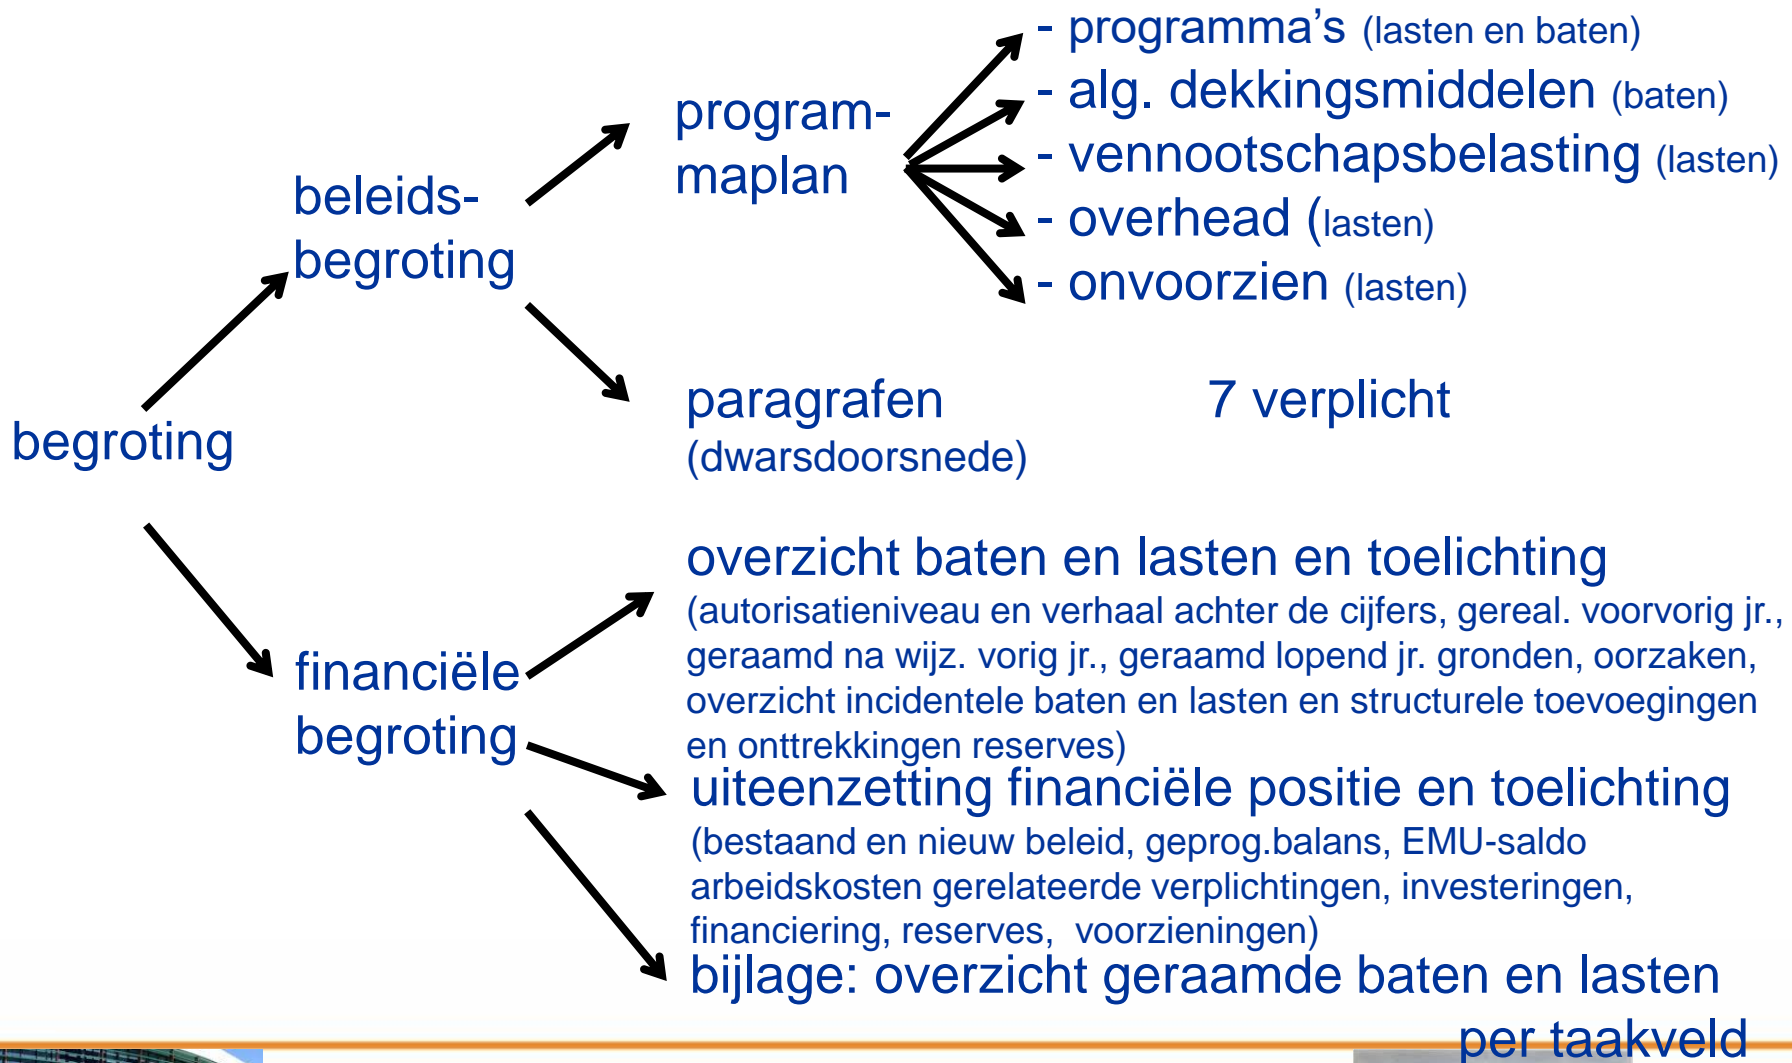 begroting
beleids-
begroting
program-
maplan
- programma’s (lasten en baten)
- alg. dekkingsmiddelen (baten)
- vennootschapsbelasting (lasten)
- overhead (lasten)
- onvoorzien (lasten)
paragrafen 7 verplicht
(dwarsdoorsnede)
financiële
begroting
overzicht baten en lasten en toelichting
(autorisatieniveau en verhaal achter de cijfers, gereal. voorvorig jr.,
geraamd na wijz. vorig jr., geraamd lopend jr. gronden, oorzaken,
overzicht incidentele baten en lasten en structurele toevoegingen
en onttrekkingen reserves)
uiteenzetting financiële positie en toelichting
(bestaand en nieuw beleid, geprog.balans, EMU-saldo
arbeidskosten gerelateerde verplichtingen, investeringen,
financiering, reserves, voorzieningen)
bijlage: overzicht geraamde baten en lasten
per taakveld